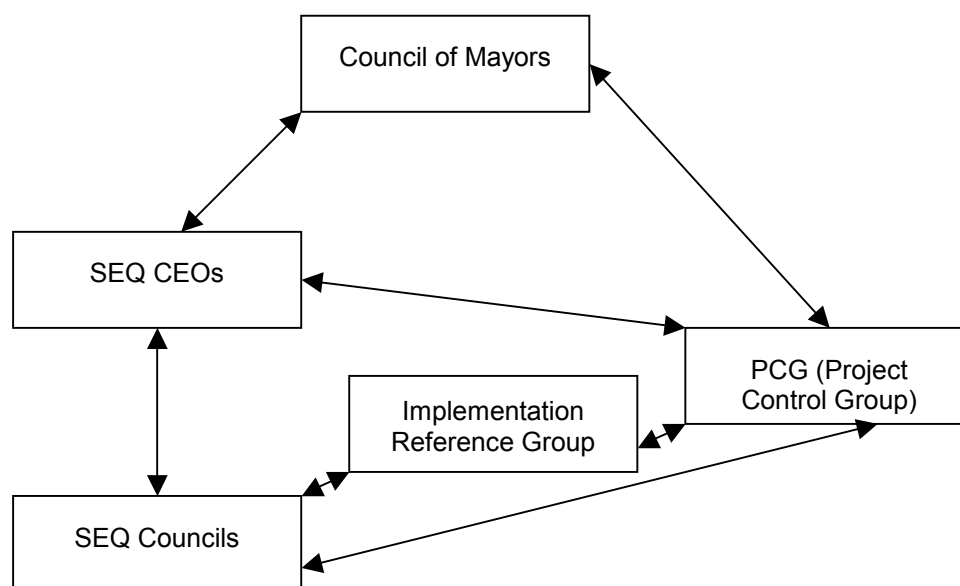 Council of Mayors
SEQ CEOs
PCG (Project
Control Group)
Implementation
Reference Group
SEQ Councils